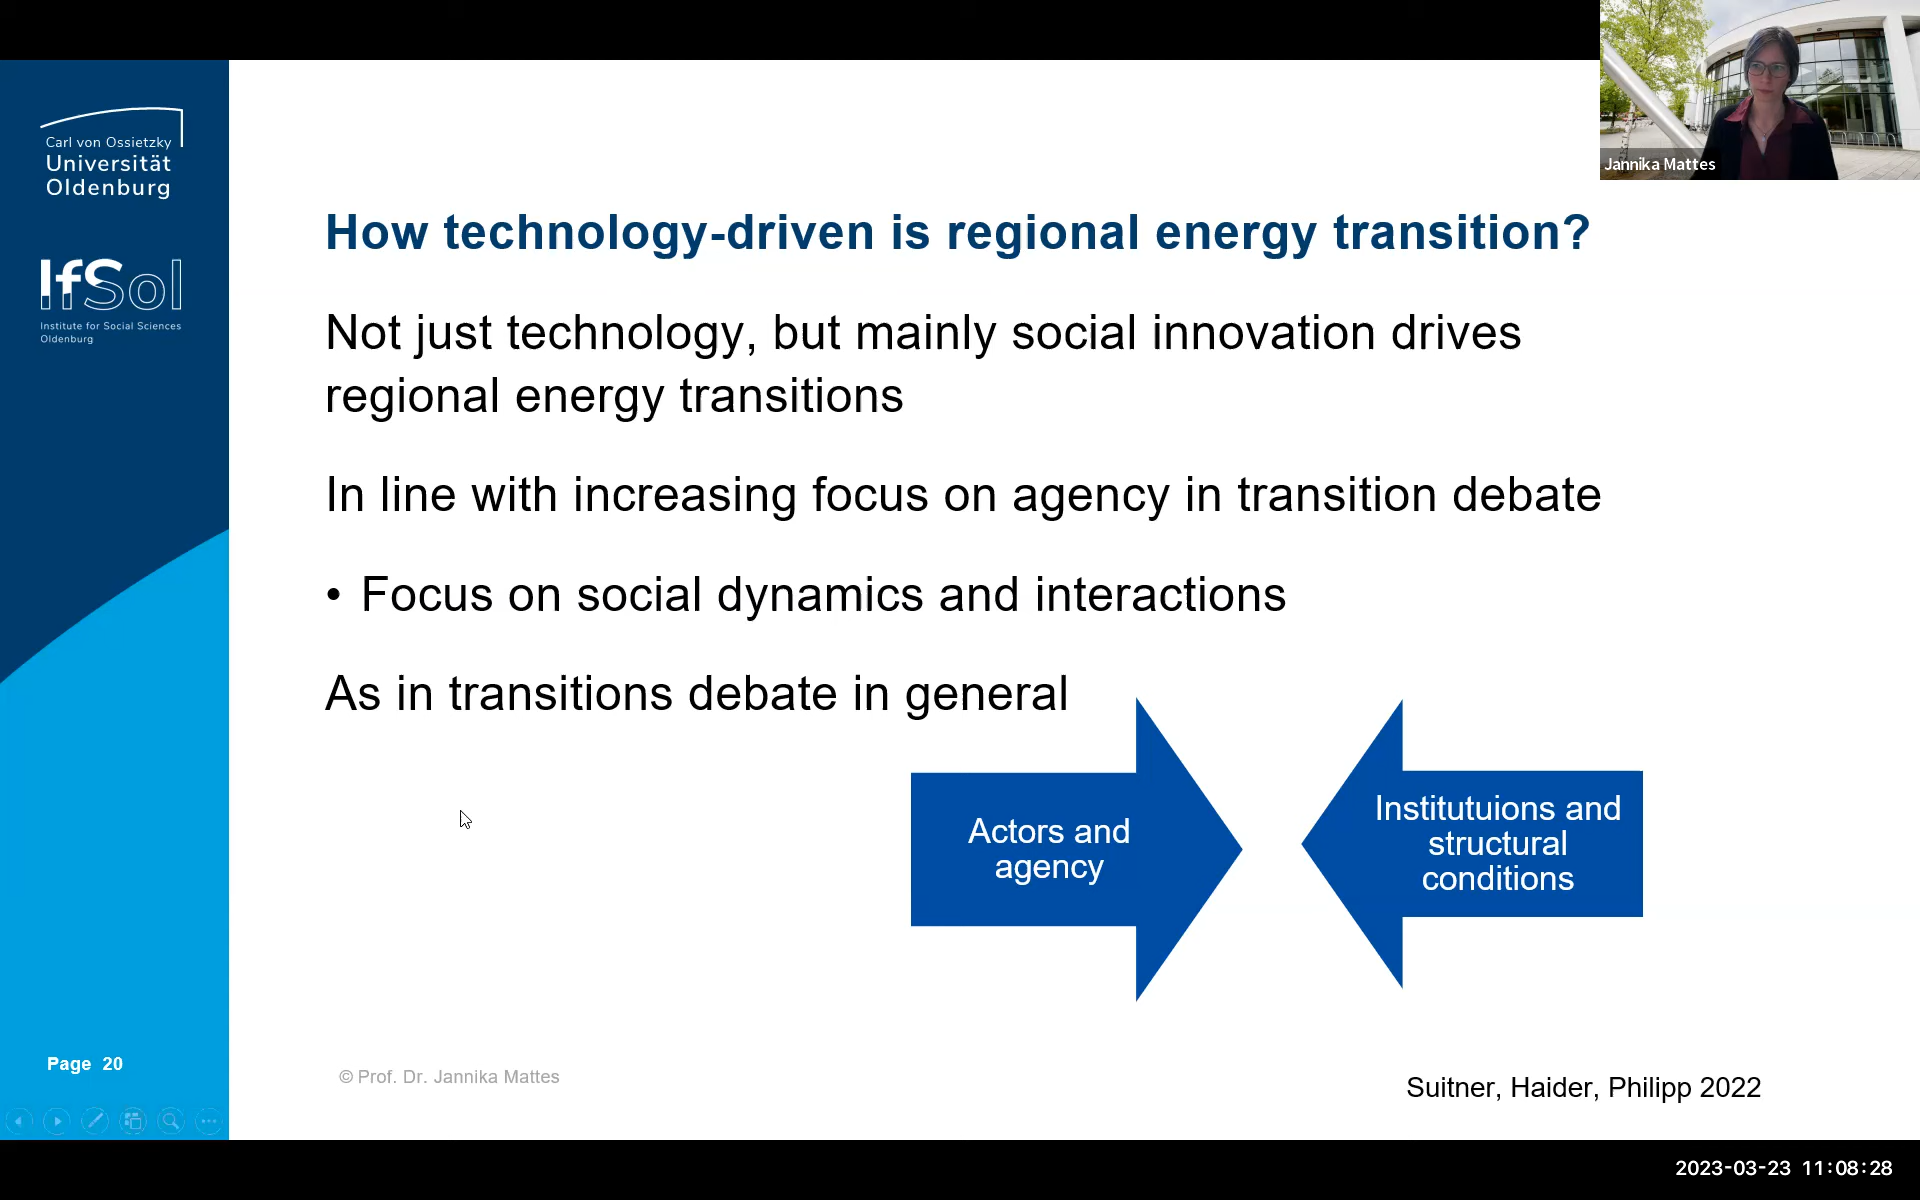 Carl von Ossietzky
Universität
Oldenburg
IfSol
Institute for Social Sciences
Oldenburg
Jannika Mattes
How technology-driven is regional energy transition?
Not just technology, but mainly social innovation drives
regional energy transitions
In line with increasing focus on agency in transition debate
• Focus on social dynamics and interactions
As in transitions debate in general
Actors and
agency
Institutuions and
structural
conditions
Page 20
© Prof. Dr. Jannika Mattes
Suitner, Haider, Philipp 2022
2023-03-23 11:08:28